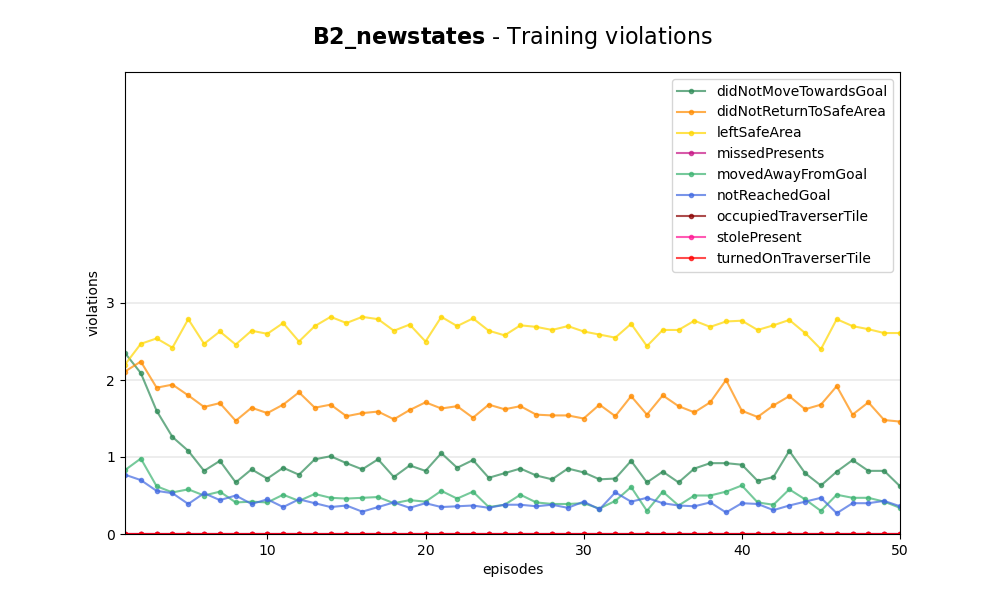 B2_newstates - Training violations
didNotMoveTowardsGoal
didNotReturnToSafeArea
leftSafeArea
missedPresents
movedAwayFromGoal
notReachedGoal
occupiedTraverserTile
stolePresent
turnedOnTraverserTile
violations
3
2
1
0
10 20 30 40 50
episodes